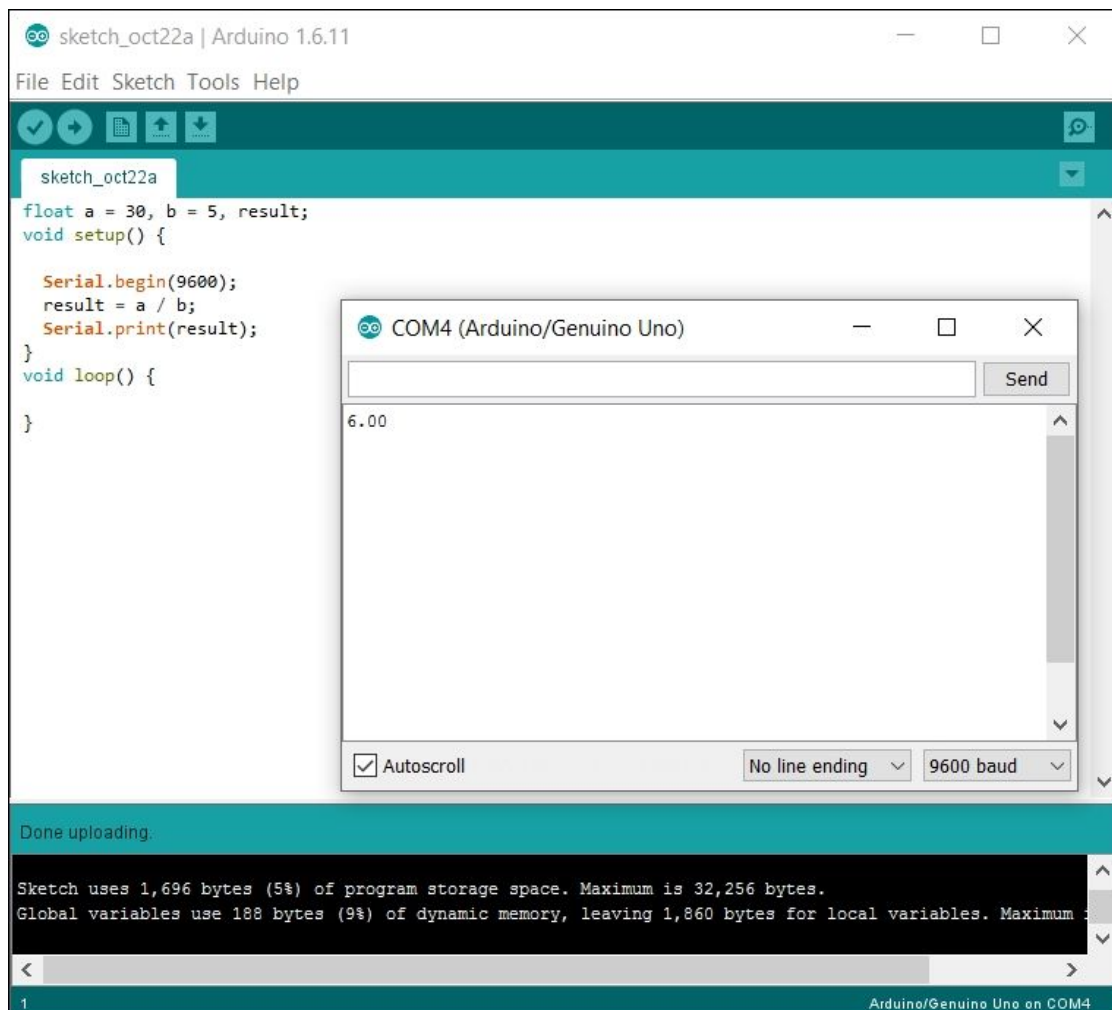 sketch_oct22a | Arduino 1.6.11
File Edit Sketch Tools Help
sketch_oct22a
float a = 30, b = 5, result;
void setup() {
Serial.begin(9600);
result = a / b;
Serial.print(result);
}
void loop() {
}
COM4 (Arduino/Genuino Uno)
Send
6.00
Autoscroll
No line ending
9600 baud
Done uploading.
Sketch uses 1,696 bytes (5%) of program storage space. Maximum is 32,256 bytes.
Global variables use 188 bytes (9%) of dynamic memory, leaving 1,860 bytes for local variables. Maximum
1
Arduino/Genuino Uno on COM4